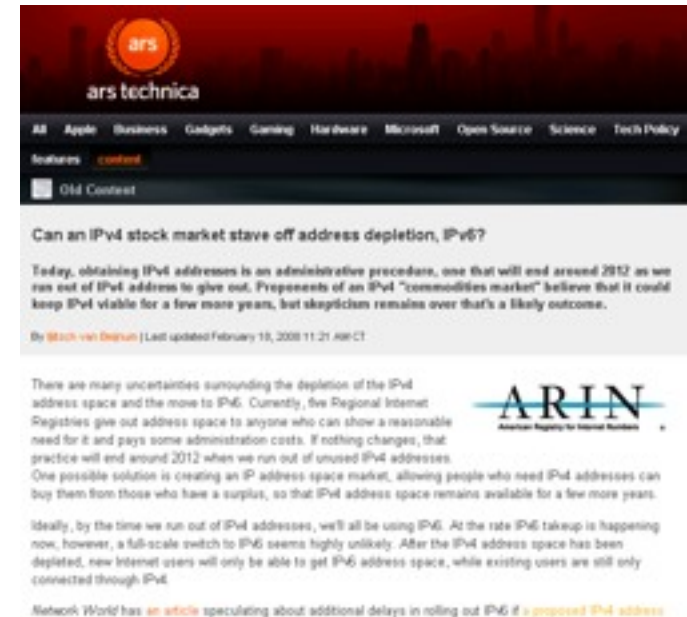 ars
ars technica
All Apple Business Gadgets Gaming Hardware Microsoft Open Source Science Tech Policy
features content
Old Content
Can an IPv4 stock market stave off address depletion, IPv6?
Today, obtaining IPv4 addresses is an administrative procedure, one that will end around 2012 as we
run out of IPv4 address to give out. Proponents of an IPv4 "commodities market" believe that it could
keep IPv4 viable for a few more years, but skepticism remains over that's a likely outcome.
By van | Last updated February 11:21 AM CT
There are many uncertainties surrounding the depletion of the IPv4
address space and the move to IPv6. Currently, five Regional Internet
Registries give out address space to anyone who can show a reasonable
need for it and pays some administration costs. If nothing changes, that
practice will end around 2012 when we run out of unused IPv4 addresses.
ARIN
American Registry for Internet Numbers
One possible solution is creating an IP address space market, allowing people who need IPv4 addresses can
buy them from those who have a surplus, so that IPv4 address space remains available for a few more years.
Ideally, by the time we run out of IPv4 addresses, we'll all be using IPv6. At the rate IPv6 takeup is happening
now, however, a full-scale switch to IPv6 seems highly unlikely. After the IPv4 address space has been
depleted, new Internet users will only be able to get IPv6 address space, while existing users are still only
connected through IPv4.
Network World has an article speculating about additional delays in rolling out IPv6 if a proposed IPv4 address